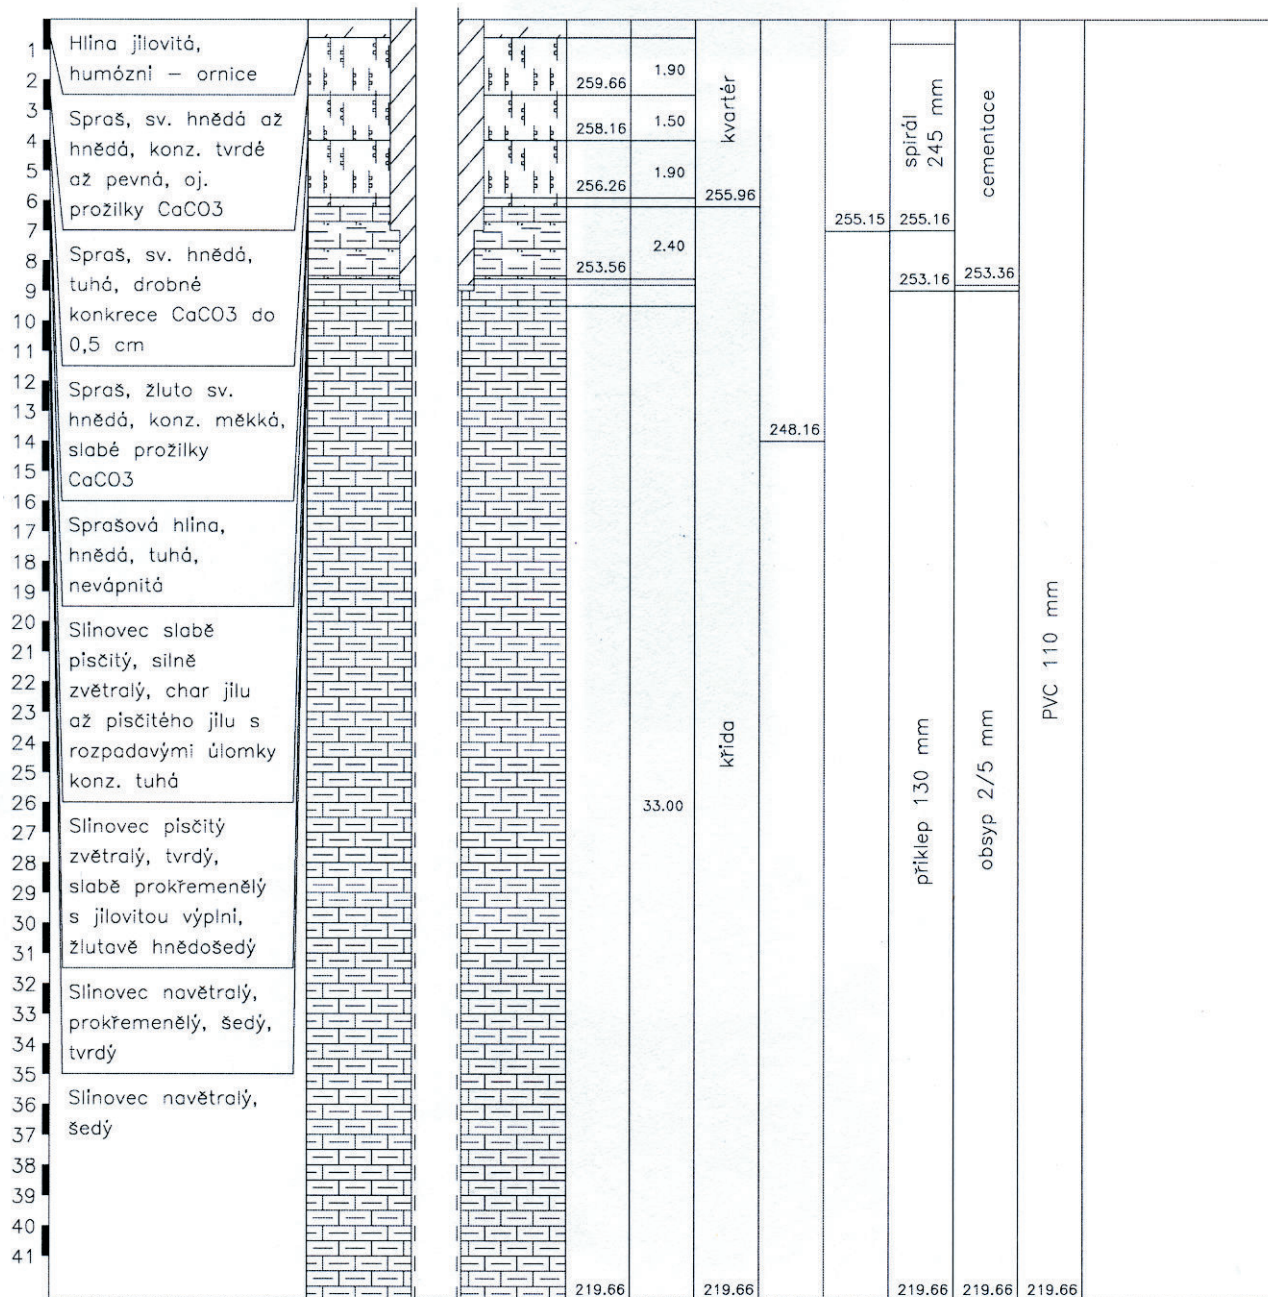 1
2
3
4
5
6
7
8
9
10
11
12
13
14
15
16
17
18
19
20
21
22
23
24
25
26
27
28
29
30
31
32
33
34
35
36
37
38
39
40
41
Hlína jílovitá,
humózní – ornice
Spraš, sv. hnědá až
hnědá, konz. tvrdé
až pevná, oj.
prožilky CaCO3
Spraš, sv. hnědá,
tuhá, drobné
konkrece CaCO3 do
0,5 cm
Spraš, žluto sv.
hnědá, konz. měkká,
slabé prožilky
CaCO3
Sprašová hlína,
hnědá, tuhá,
nevápnitá
Slínovec slabě
písčitý, silně
zvětralý, char jílu
až písčitého jílu s
rozpadavými úlomky
konz. tuhá
Slínovec písčitý
zvětralý, tvrdý,
slabě prokřemenělý
s jílovitou výplní,
žlutavě hnědošedý
Slínovec navětralý,
prokřemenělý, šedý,
tvrdý
Slínovec navětralý,
šedý
259.66
258.16
256.26
253.56
219.66
1.90
1.50
1.90
2.40
33.00
kvartér
255.96
křída
219.66
248.16
255.15
spirál
245 mm
255.16
253.16
příklep 130 mm
219.66
cementace
253.36
obsyp 2/5 mm
219.66
PVC 110 mm
219.66